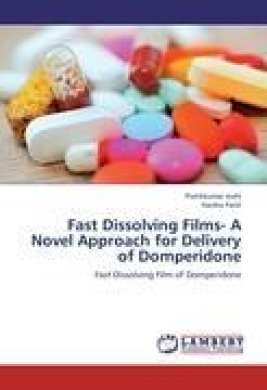 Fast Dissolving Films- A
Novel Approach for Delivery
of Domperidone
Fast Dissolving Film of Domperidone
LAMBERT